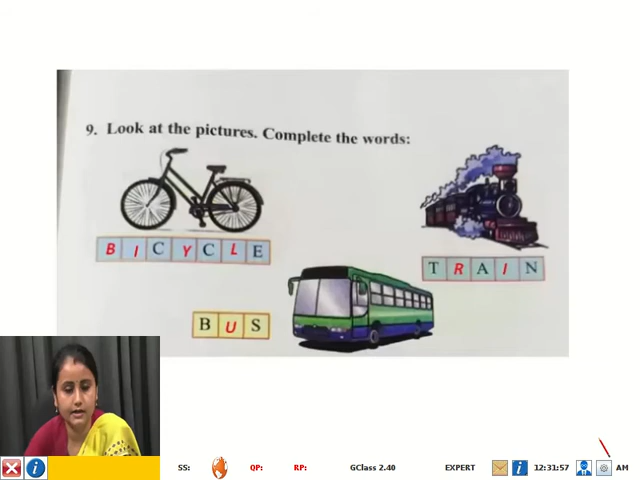 9. Look at the pictures. Complete the words:
BICYCLE
TRAIN
BUS
SS: QP: RP: GClass 2.40 EXPERT 12:31:57 AM